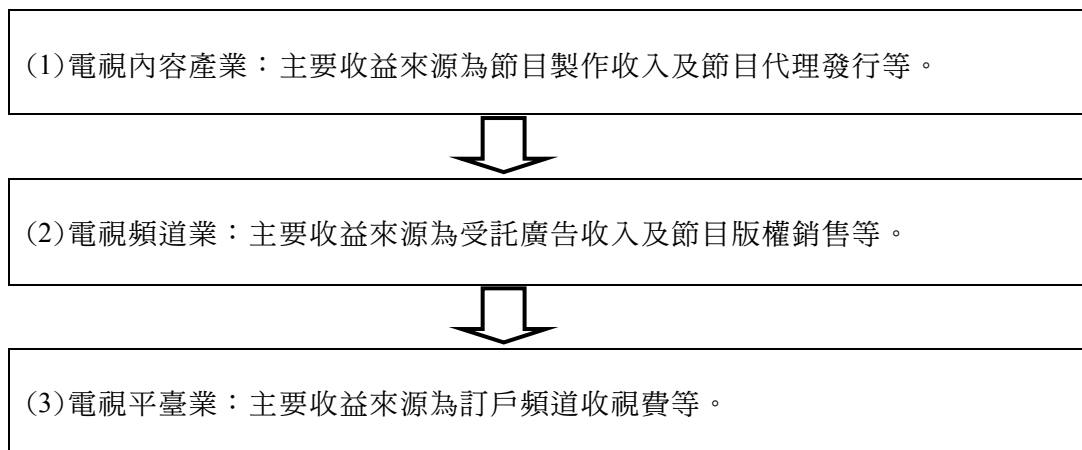 (1)電視內容產業：主要收益來源為節目製作收入及節目代理發行等。
(2)電視頻道業：主要收益來源為受託廣告收入及節目版權銷售等。
(3)電視平臺業：主要收益來源為訂戶頻道收視費等。